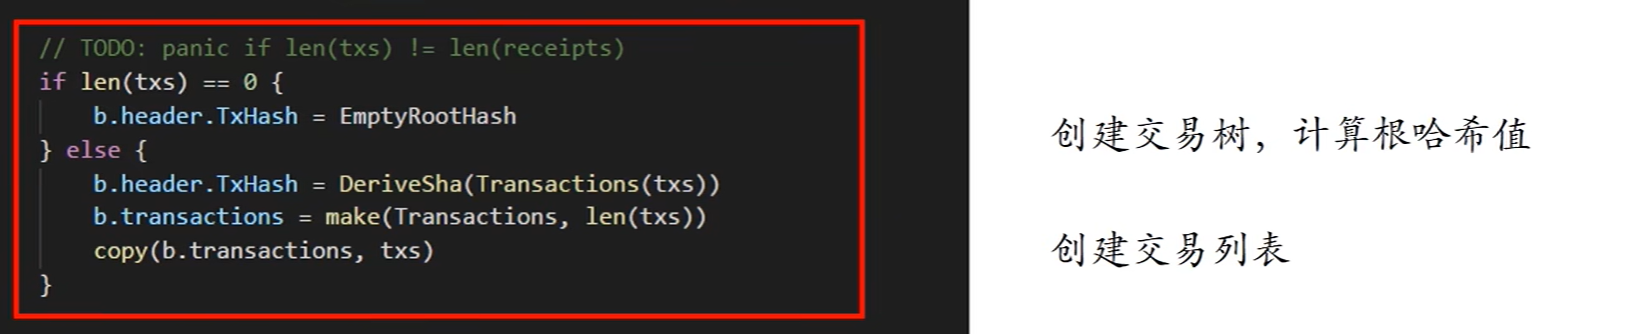 // TODO: panic if len(txs) != len(receipts)
if len(txs) == 0 {
b.header.TxHash = EmptyRootHash
} else {
b.header.TxHash = DeriveSha(Transactions(txs))
b.transactions = make(Transactions, len(txs))
copy(b.transactions, txs)
}
创建交易树，计算根哈希值
创建交易列表